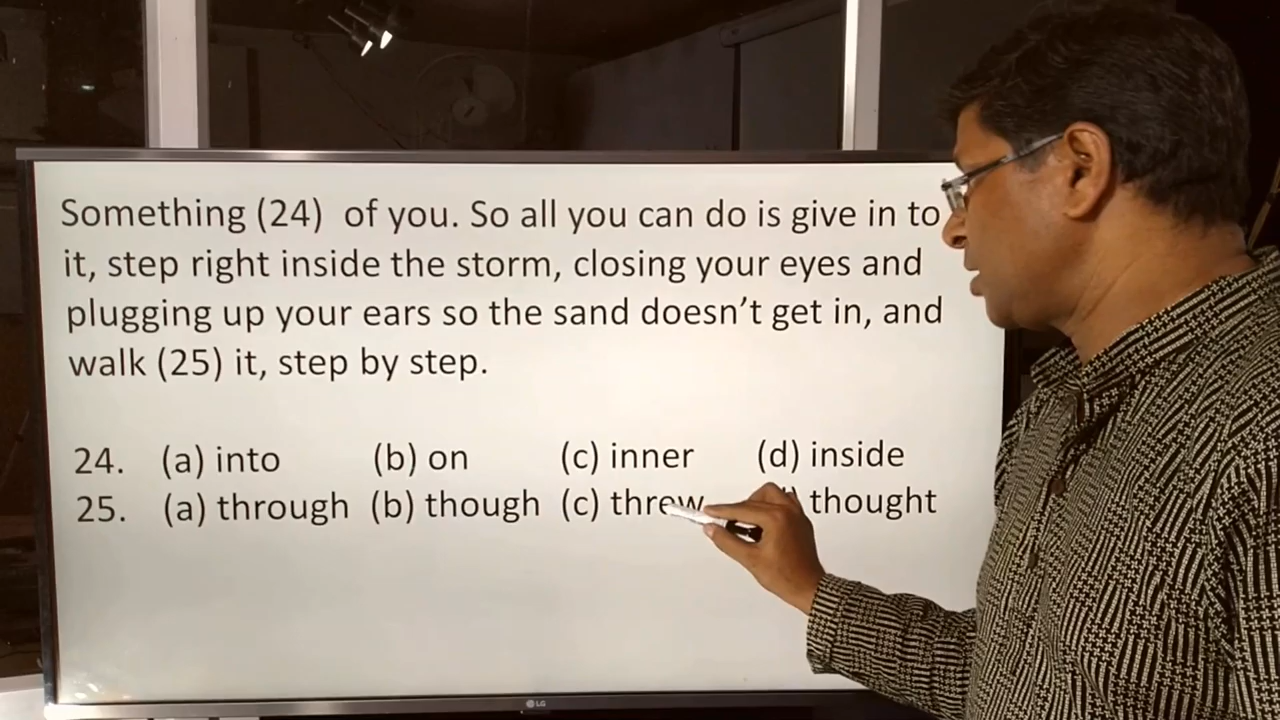 Something (24) of you. So all you can do is give in to
it, step right inside the storm, closing your eyes and
plugging up your ears so the sand doesn't get in, and
walk (25) it, step by step.
24. (a) into (b) on (c) inner (d) inside
25. (a) through (b) though (c) threw thought
LG